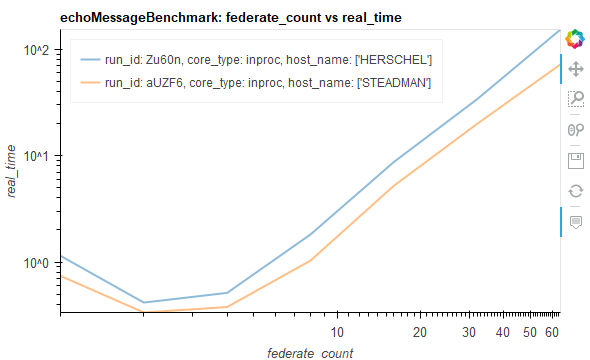 echoMessageBenchmark: federate_count vs real_time
run_id: Zu60n, core_type: inproc, host_name: ['HERSCHEL']
run_id: aUZF6, core_type: inproc, host_name: ['STEADMAN']
10^2
10^1
10^0
real_time
10 20 30 40 50 60
federate_count